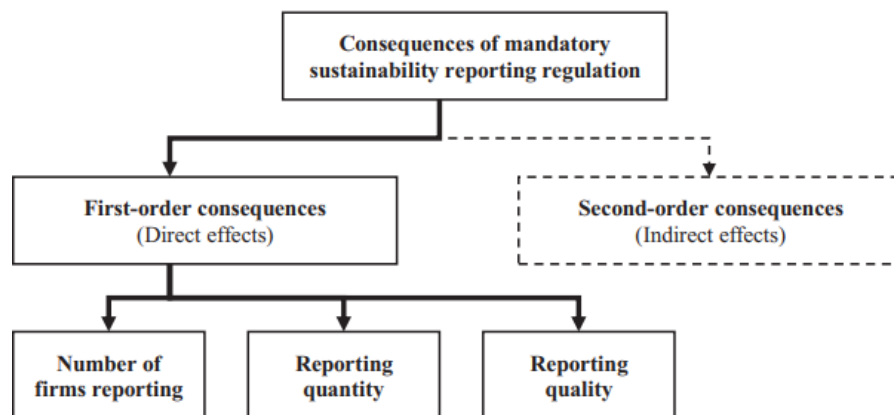 Consequences of mandatory
sustainability reporting regulation
First-order consequences
(Direct effects)
Second-order consequences
(Indirect effects)
Number of
firms reporting
Reporting
quantity
Reporting
quality